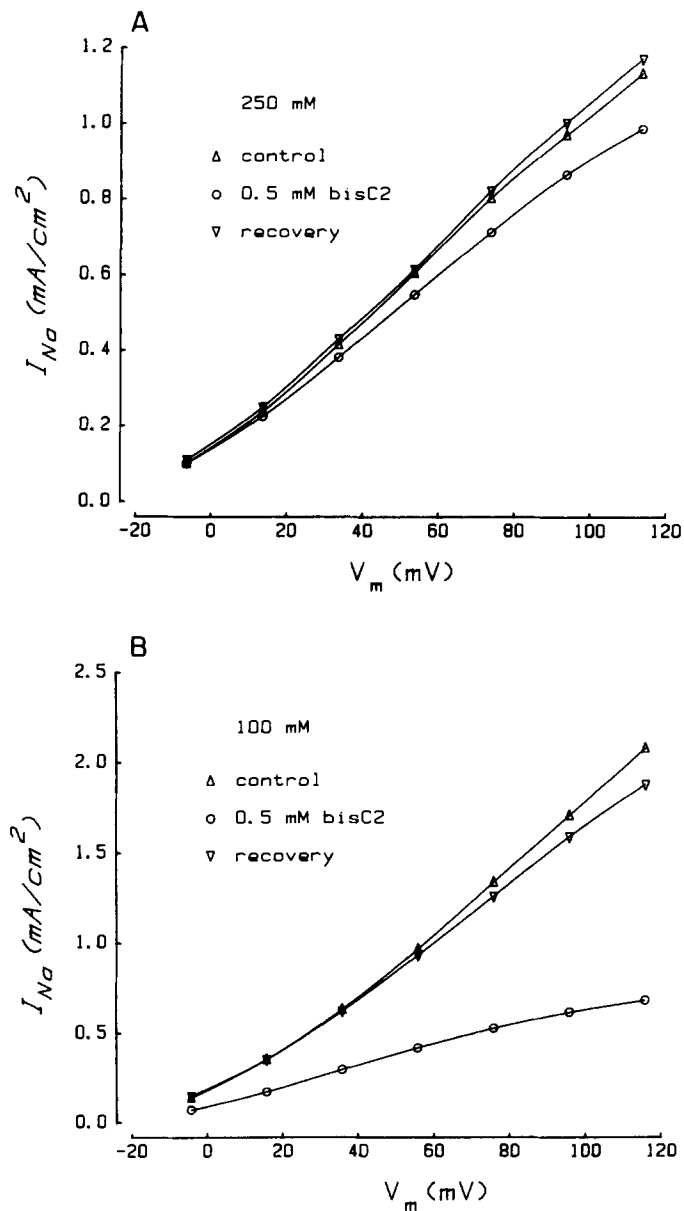 A
1.2
1.0
0.8
0.6
0.4
0.2
0.0
I_Na (mA/cm²)
250 mM
control
0.5 mM bisC2
recovery
-20 0 20 40 60 80 100 120
V_m (mV)
B
2.5
2.0
1.5
1.0
0.5
0.0
I_Na (mA/cm²)
100 mM
control
0.5 mM bisC2
recovery
-20 0 20 40 60 80 100 120
V_m (mV)